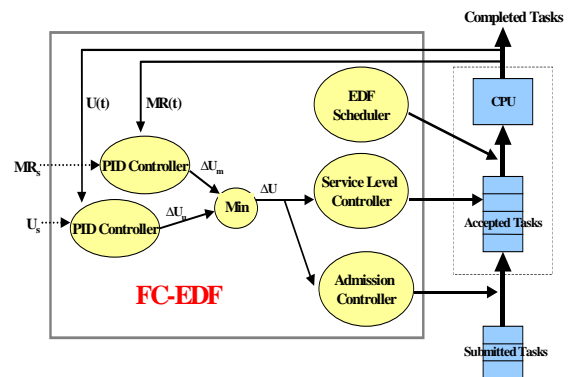 Completed Tasks
U(t)
MR(t)
EDF
Scheduler
CPU
MRs
PID Controller
ΔUm
Service Level
Controller
ΔU
Min
Us
PID Controller
ΔUu
Accepted Tasks
Admission
Controller
FC-EDF
Submitted Tasks